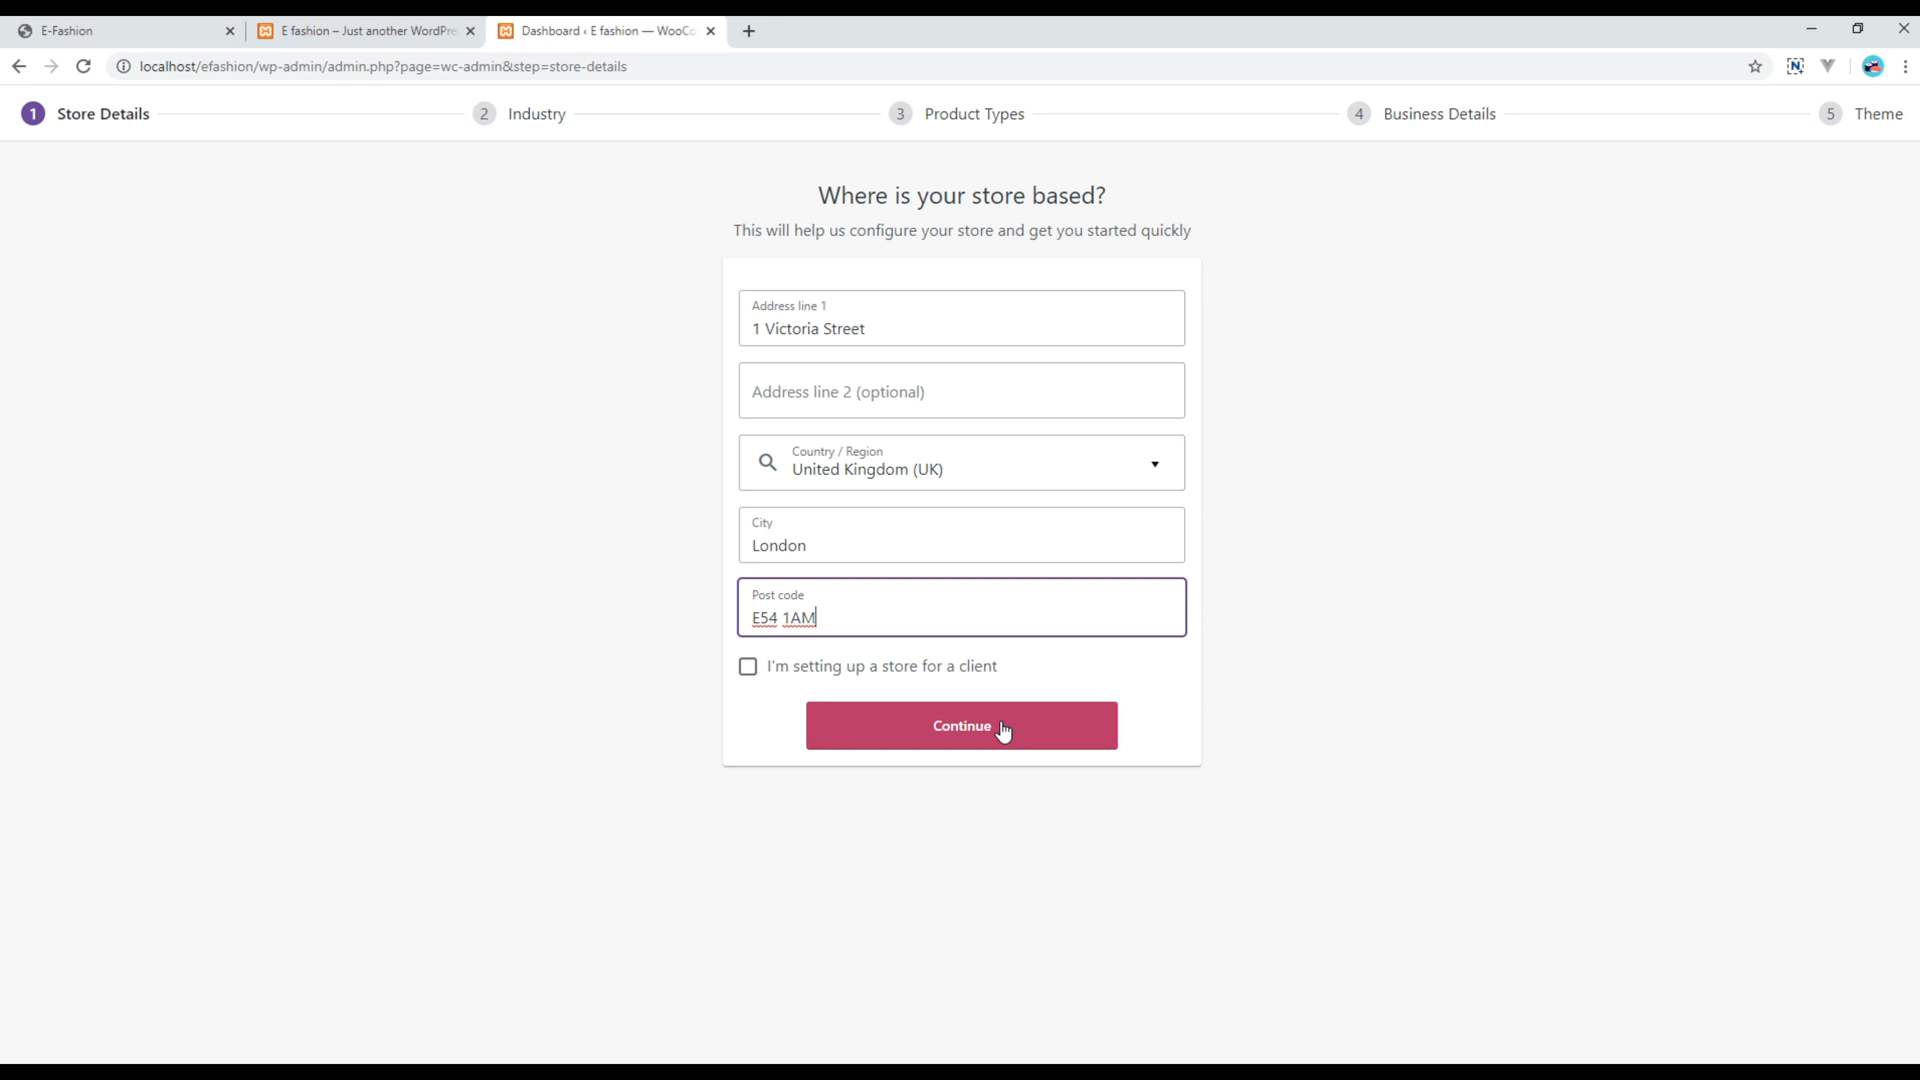 E-Fashion
E fashion – Just another WordPre
Dashboard ‹ E fashion — WooCo
localhost/efashion/wp-admin/admin.php?page=wc-admin&step=store-details
1 Store Details
2 Industry
3 Product Types
4 Business Details
5 Theme
Where is your store based?
This will help us configure your store and get you started quickly
Address line 1
1 Victoria Street
Address line 2 (optional)
Country / Region
United Kingdom (UK)
City
London
Post code
E54 1AM
I'm setting up a store for a client
Continue